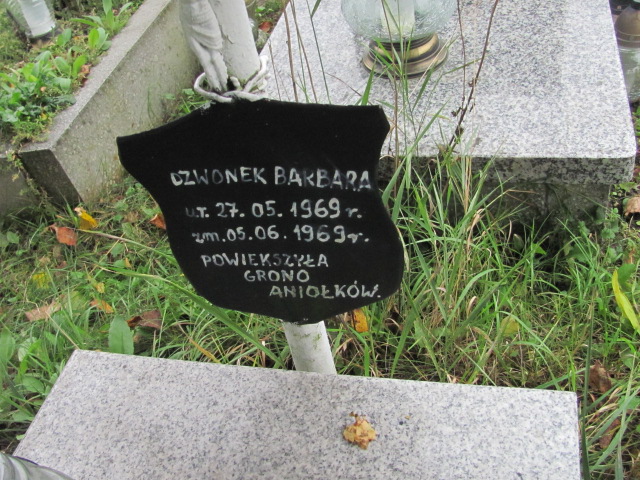 DZWONEK BARBARA
ur. 27. 05. 1969 r.
zm. 05. 06. 1969 r.
POWIEKSZYŁA
GRONO
ANIOŁKÓW.